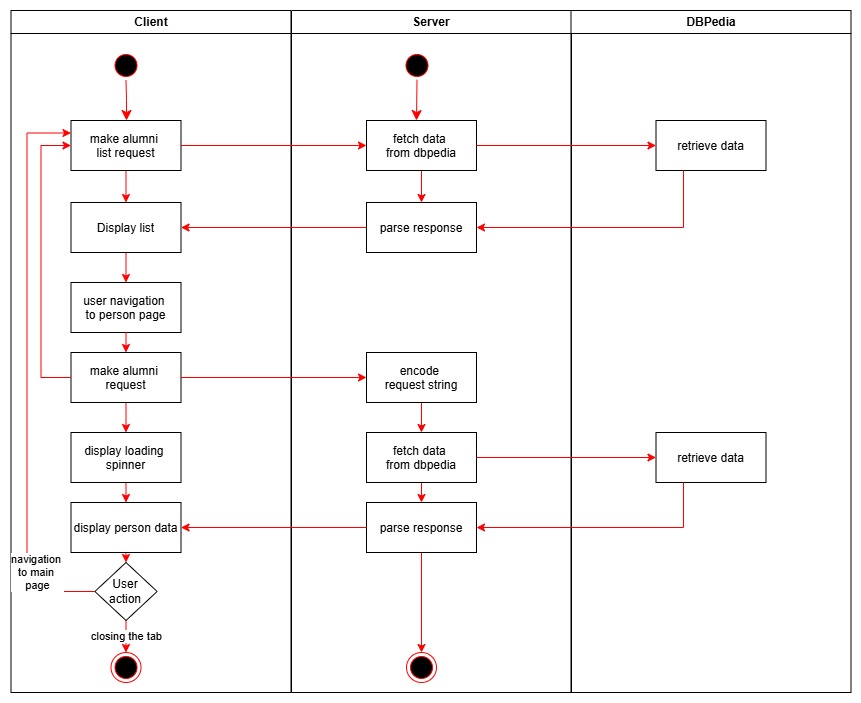 Client
Server
DBPedia
make alumni
list request
fetch data
from dbpedia
retrieve data
Display list
parse response
user navigation
to person page
make alumni
request
encode
request string
display loading
spinner
fetch data
from dbpedia
retrieve data
display person data
parse response
navigation
to main
page
User
action
closing the tab